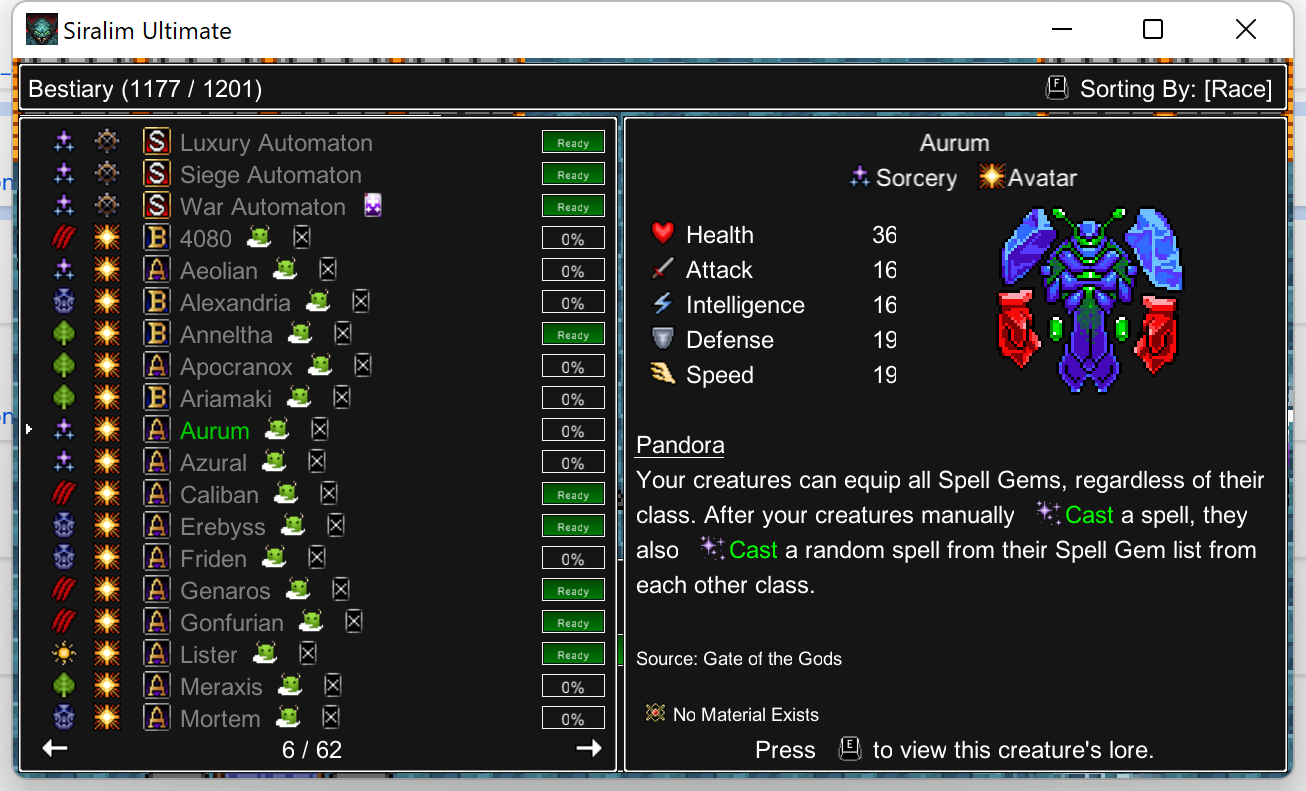 Siralim Ultimate
Bestiary (1177 / 1201)
F Sorting By: [Race]
S Luxury Automaton Ready
S Siege Automaton Ready
S War Automaton Ready
B 4080 0%
A Aeolian 0%
B Alexandria 0%
B Anneltha Ready
A Apocranox 0%
B Ariamaki 0%
A Aurum 0%
A Azural 0%
A Caliban Ready
A Erebyss Ready
A Friden 0%
A Genaros Ready
A Gonfurian Ready
A Lister Ready
A Meraxis 0%
A Mortem 0%
6 / 62
Aurum
Sorcery Avatar
Health 36
Attack 16
Intelligence 16
Defense 19
Speed 19
Pandora
Your creatures can equip all Spell Gems, regardless of their
class. After your creatures manually Cast a spell, they
also Cast a random spell from their Spell Gem list from
each other class.
Source: Gate of the Gods
No Material Exists
Press E to view this creature's lore.